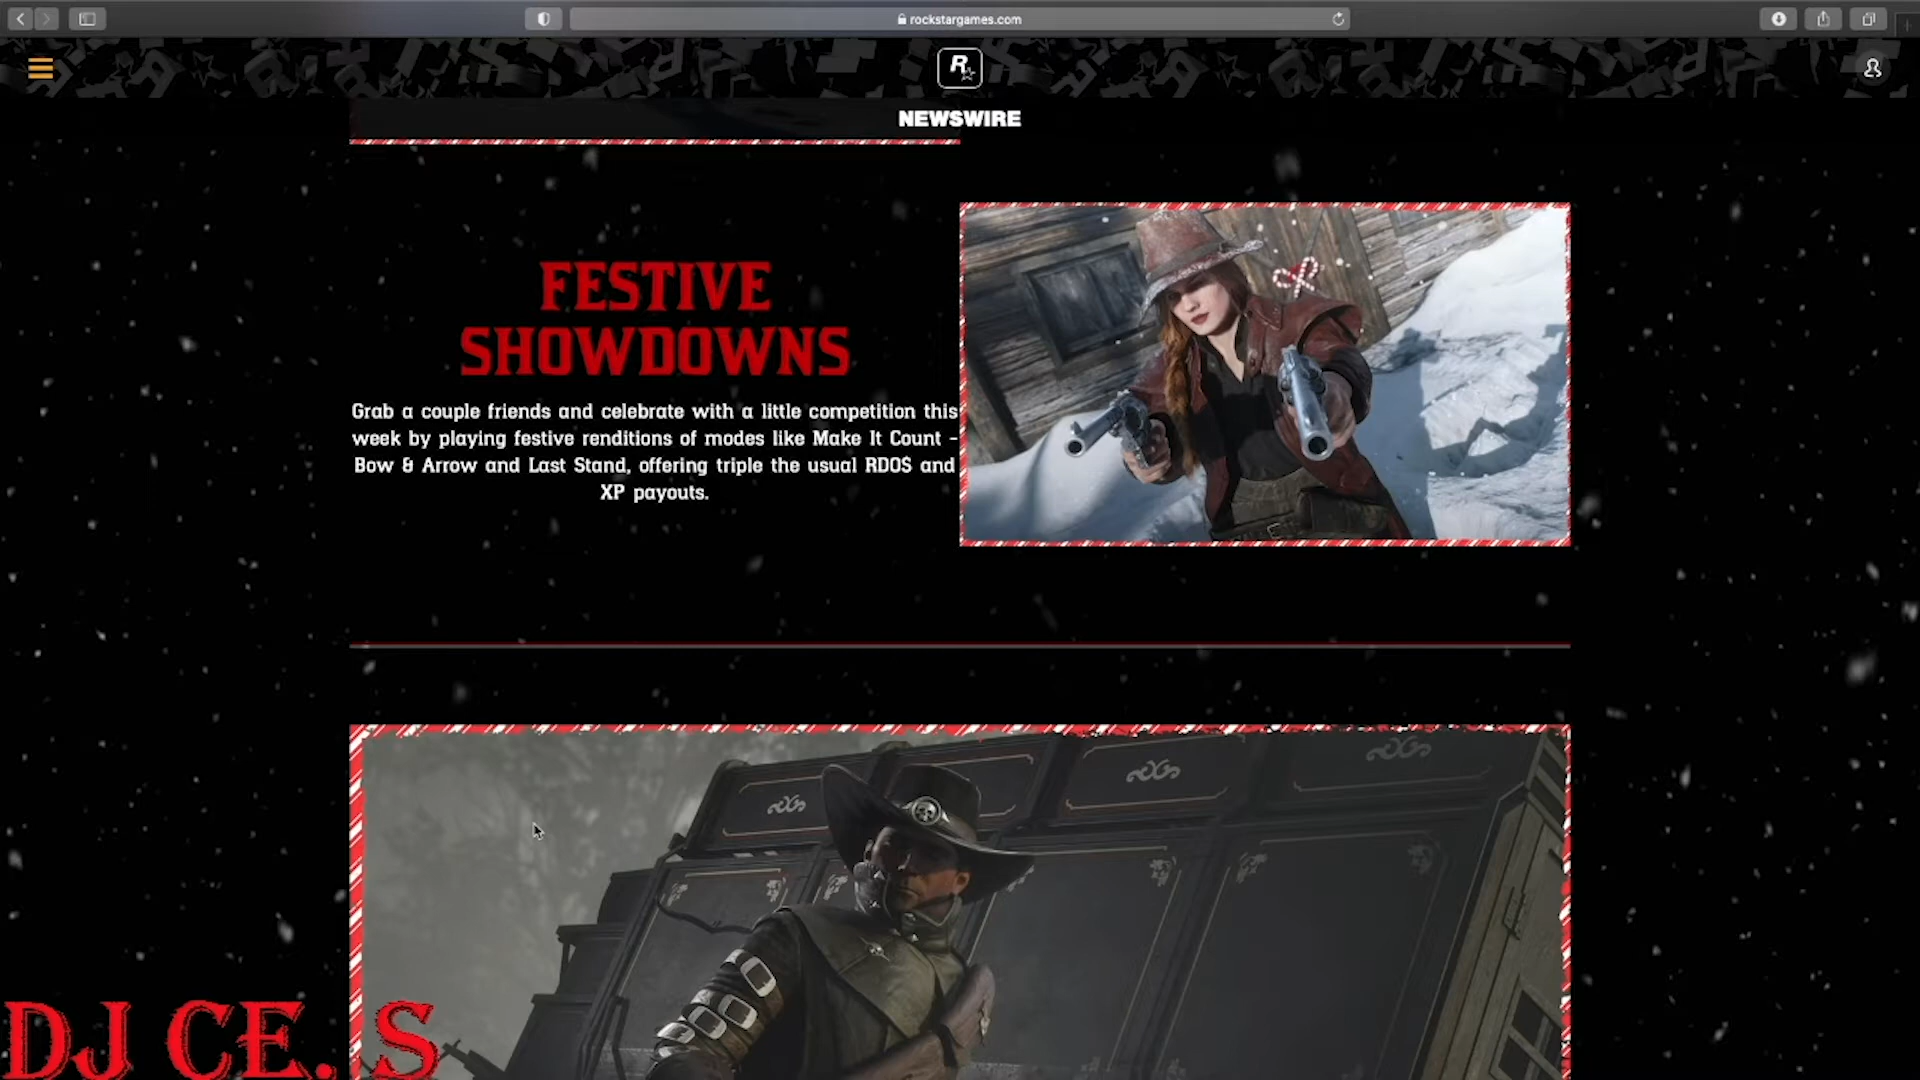 rockstargames.com
R
NEWSWIRE
FESTIVE
SHOWDOWNS
Grab a couple friends and celebrate with a little competition this
week by playing festive renditions of modes like Make It Count -
Bow & Arrow and Last Stand, offering triple the usual RDO$ and
XP payouts.
DJ CE. S